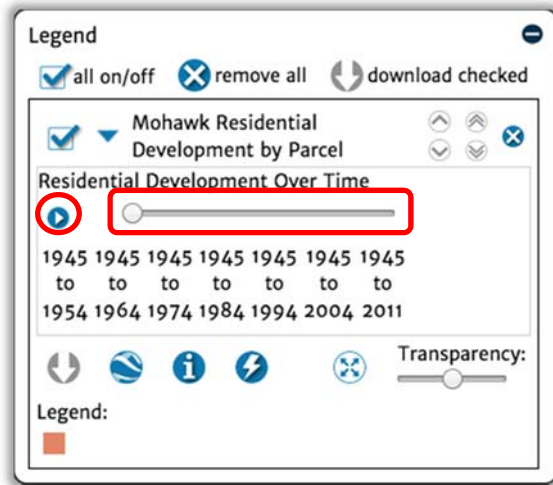 Legend
all on/off remove all download checked
Mohawk Residential
Development by Parcel
Residential Development Over Time
1945 1945 1945 1945 1945 1945 1945
to to to to to to to
1954 1964 1974 1984 1994 2004 2011
Transparency:
Legend: